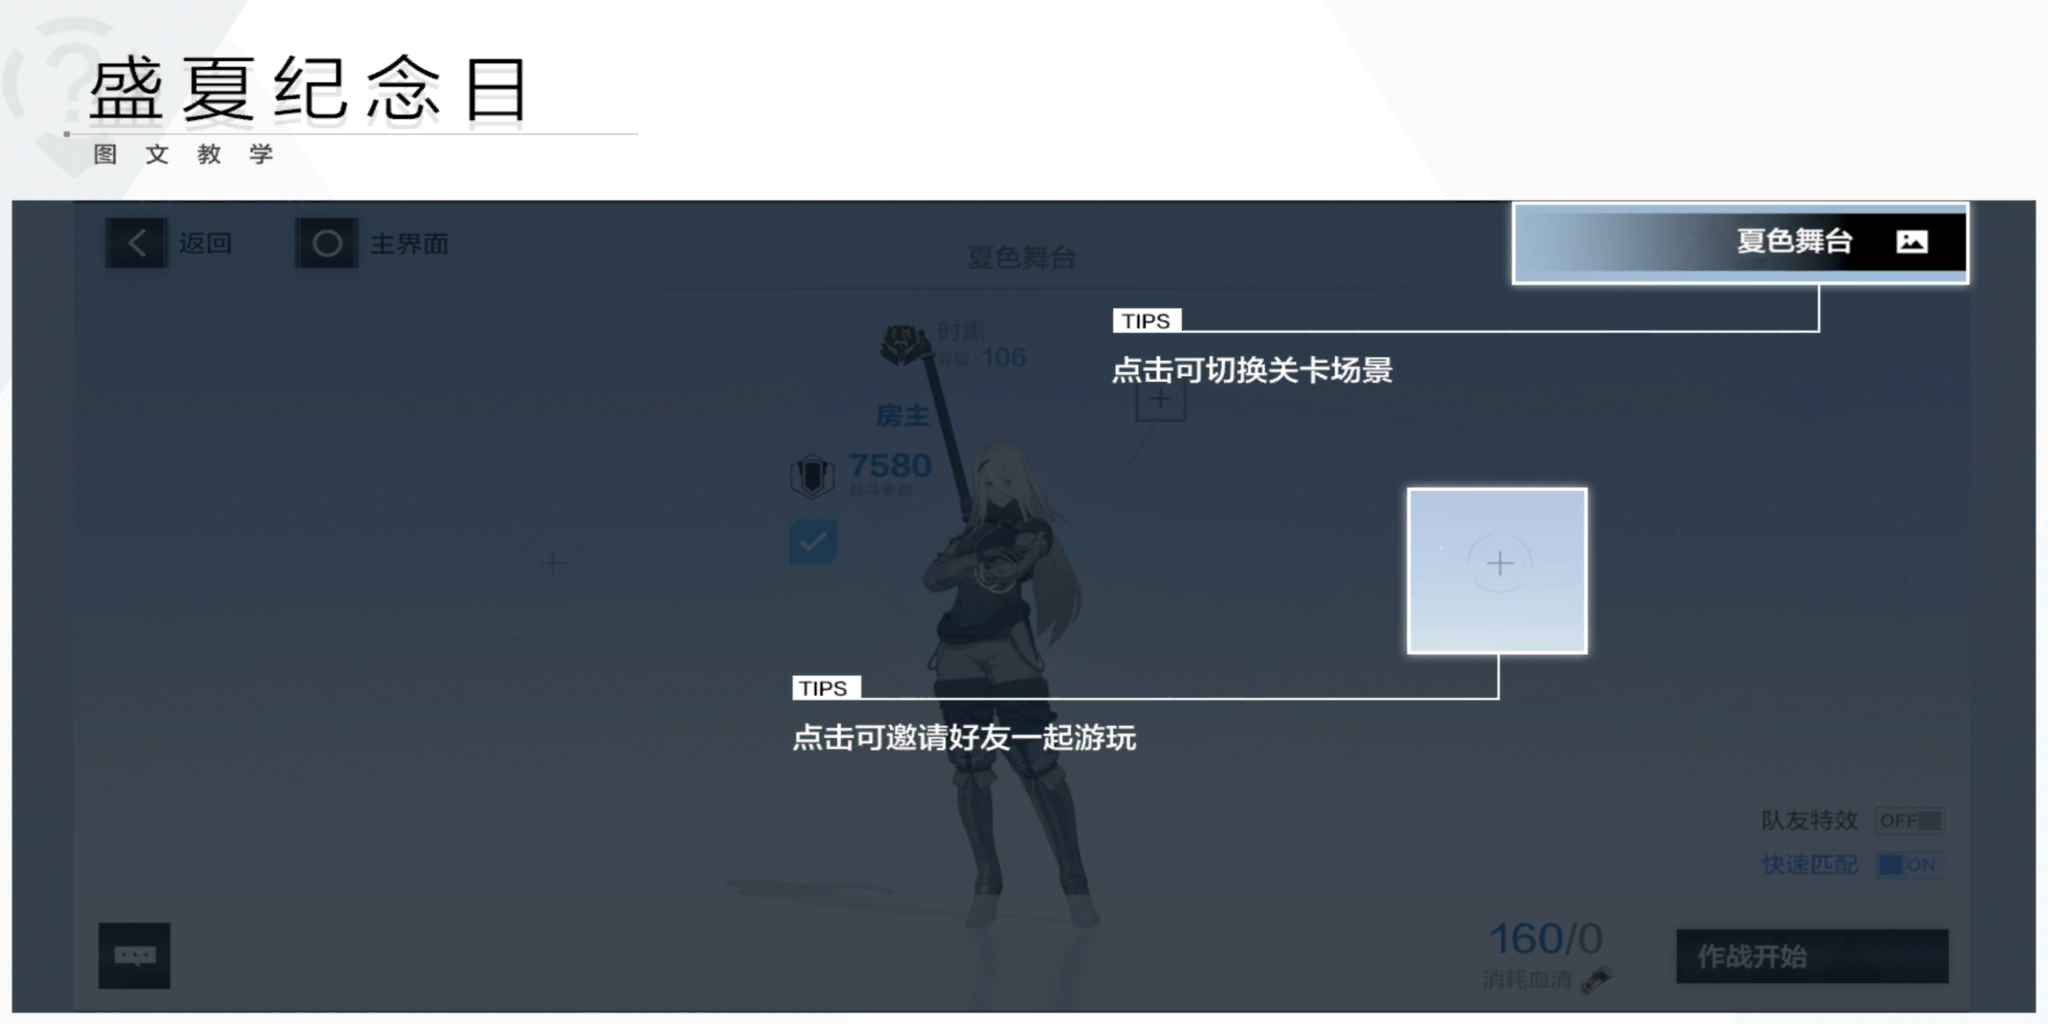 盛夏纪念日
图文教学
返回
主界面
夏色舞台
夏色舞台
TIPS
点击可切换关卡场景
等级 106
房主
7580
战斗参数
TIPS
点击可邀请好友一起游玩
队友特效 OFF
快速匹配 ON
160/0
消耗血清
作战开始